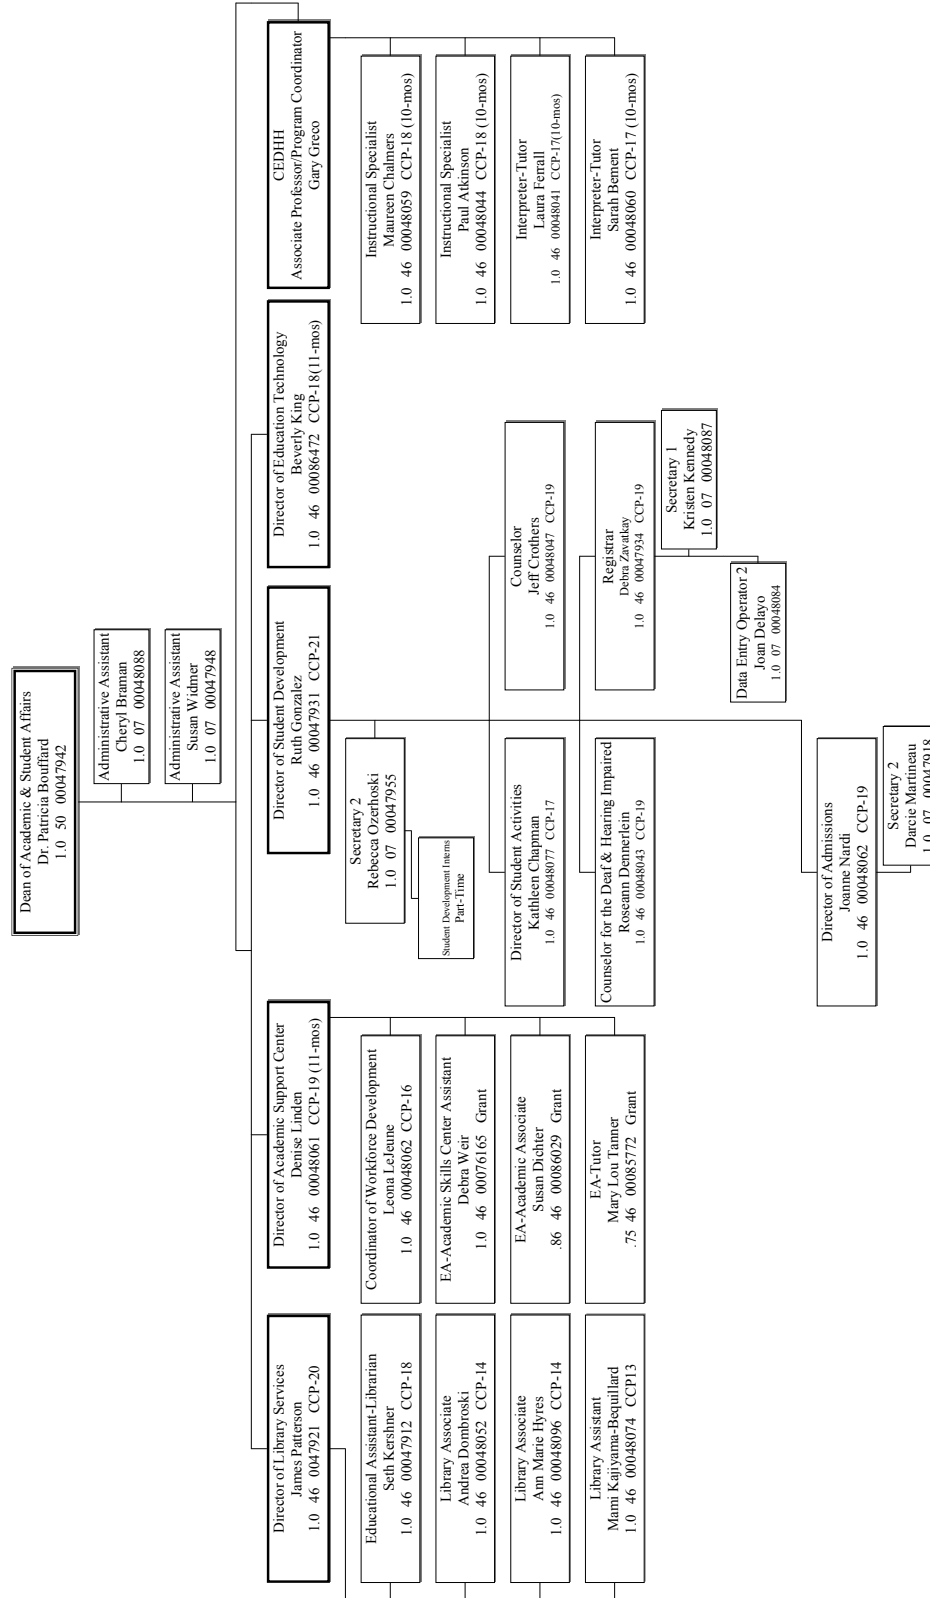 Dean of Academic & Student Affairs
Dr. Patricia Bouffard
1.0 50 00047942
Administrative Assistant
Cheryl Braman
1.0 07 00048088
Administrative Assistant
Susan Widmer
1.0 07 00047948
Director of Library Services
James Patterson
1.0 46 0047921 CCP-20
Director of Academic Support Center
Denise Linden
1.0 46 00048061 CCP-19 (11-mos)
Director of Student Development
Ruth Gonzalez
1.0 46 00047931 CCP-21
Director of Education Technology
Beverly King
1.0 46 00086472 CCP-18(11-mos)
CEDHH
Associate Professor/Program Coordinator
Gary Greco
Educational Assistant-Librarian
Seth Kershner
1.0 46 00047912 CCP-18
Library Associate
Andrea Dombroski
1.0 46 00048052 CCP-14
Library Associate
Ann Marie Hyres
1.0 46 00048096 CCP-14
Library Assistant
Mami Kajiyama-Bequillard
1.0 46 00048074 CCP13
Coordinator of Workforce Development
Leona LeJeune
1.0 46 00048062 CCP-16
EA-Academic Skills Center Assistant
Debra Weir
1.0 46 00076165 Grant
EA-Academic Associate
Susan Dichter
.86 46 00086029 Grant
EA-Tutor
Mary Lou Tanner
.75 46 00085772 Grant
Secretary 2
Rebecca Ozerhoski
1.0 07 00047955
Student Development Interns
Part-Time
Director of Student Activities
Kathleen Chapman
1.0 46 00048077 CCP-17
Counselor
Jeff Crothers
1.0 46 00048047 CCP-19
Counselor for the Deaf & Hearing Impaired
Roseann Dennerlein
1.0 46 00048043 CCP-19
Registrar
Debra Zavatkay
1.0 46 00047934 CCP-19
Secretary 1
Kristen Kennedy
1.0 07 00048087
Data Entry Operator 2
Joan Delayo
1.0 07 00048084
Director of Admissions
Joanne Nardi
1.0 46 00048062 CCP-19
Secretary 2
Darcie Martineau
1.0 07 00047918
Instructional Specialist
Maureen Chalmers
1.0 46 00048059 CCP-18 (10-mos)
Instructional Specialist
Paul Atkinson
1.0 46 00048044 CCP-18 (10-mos)
Interpreter-Tutor
Laura Ferrall
1.0 46 00048041 CCP-17(10-mos)
Interpreter-Tutor
Sarah Bement
1.0 46 00048060 CCP-17 (10-mos)